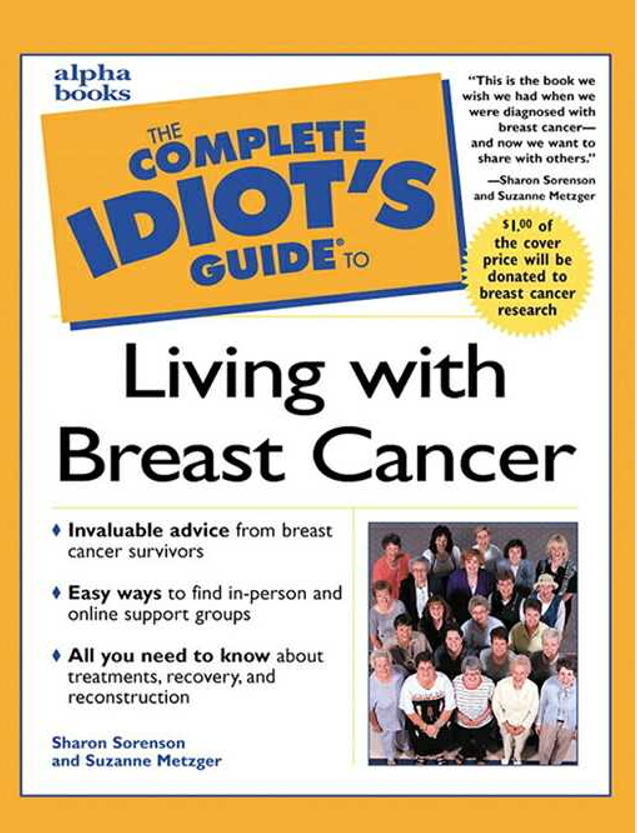 alpha
books
"This is the book we
wish we had when we
were diagnosed with
breast cancer—
and now we want to
share with others."
—Sharon Sorenson
and Suzanne Metzger
THE
COMPLETE
IDIOT'S
GUIDE® TO
$1.00 of
the cover
price will be
donated to
breast cancer
research
Living with
Breast Cancer
♦ Invaluable advice from breast
cancer survivors
♦ Easy ways to find in-person and
online support groups
♦ All you need to know about
treatments, recovery, and
reconstruction
Sharon Sorenson
and Suzanne Metzger